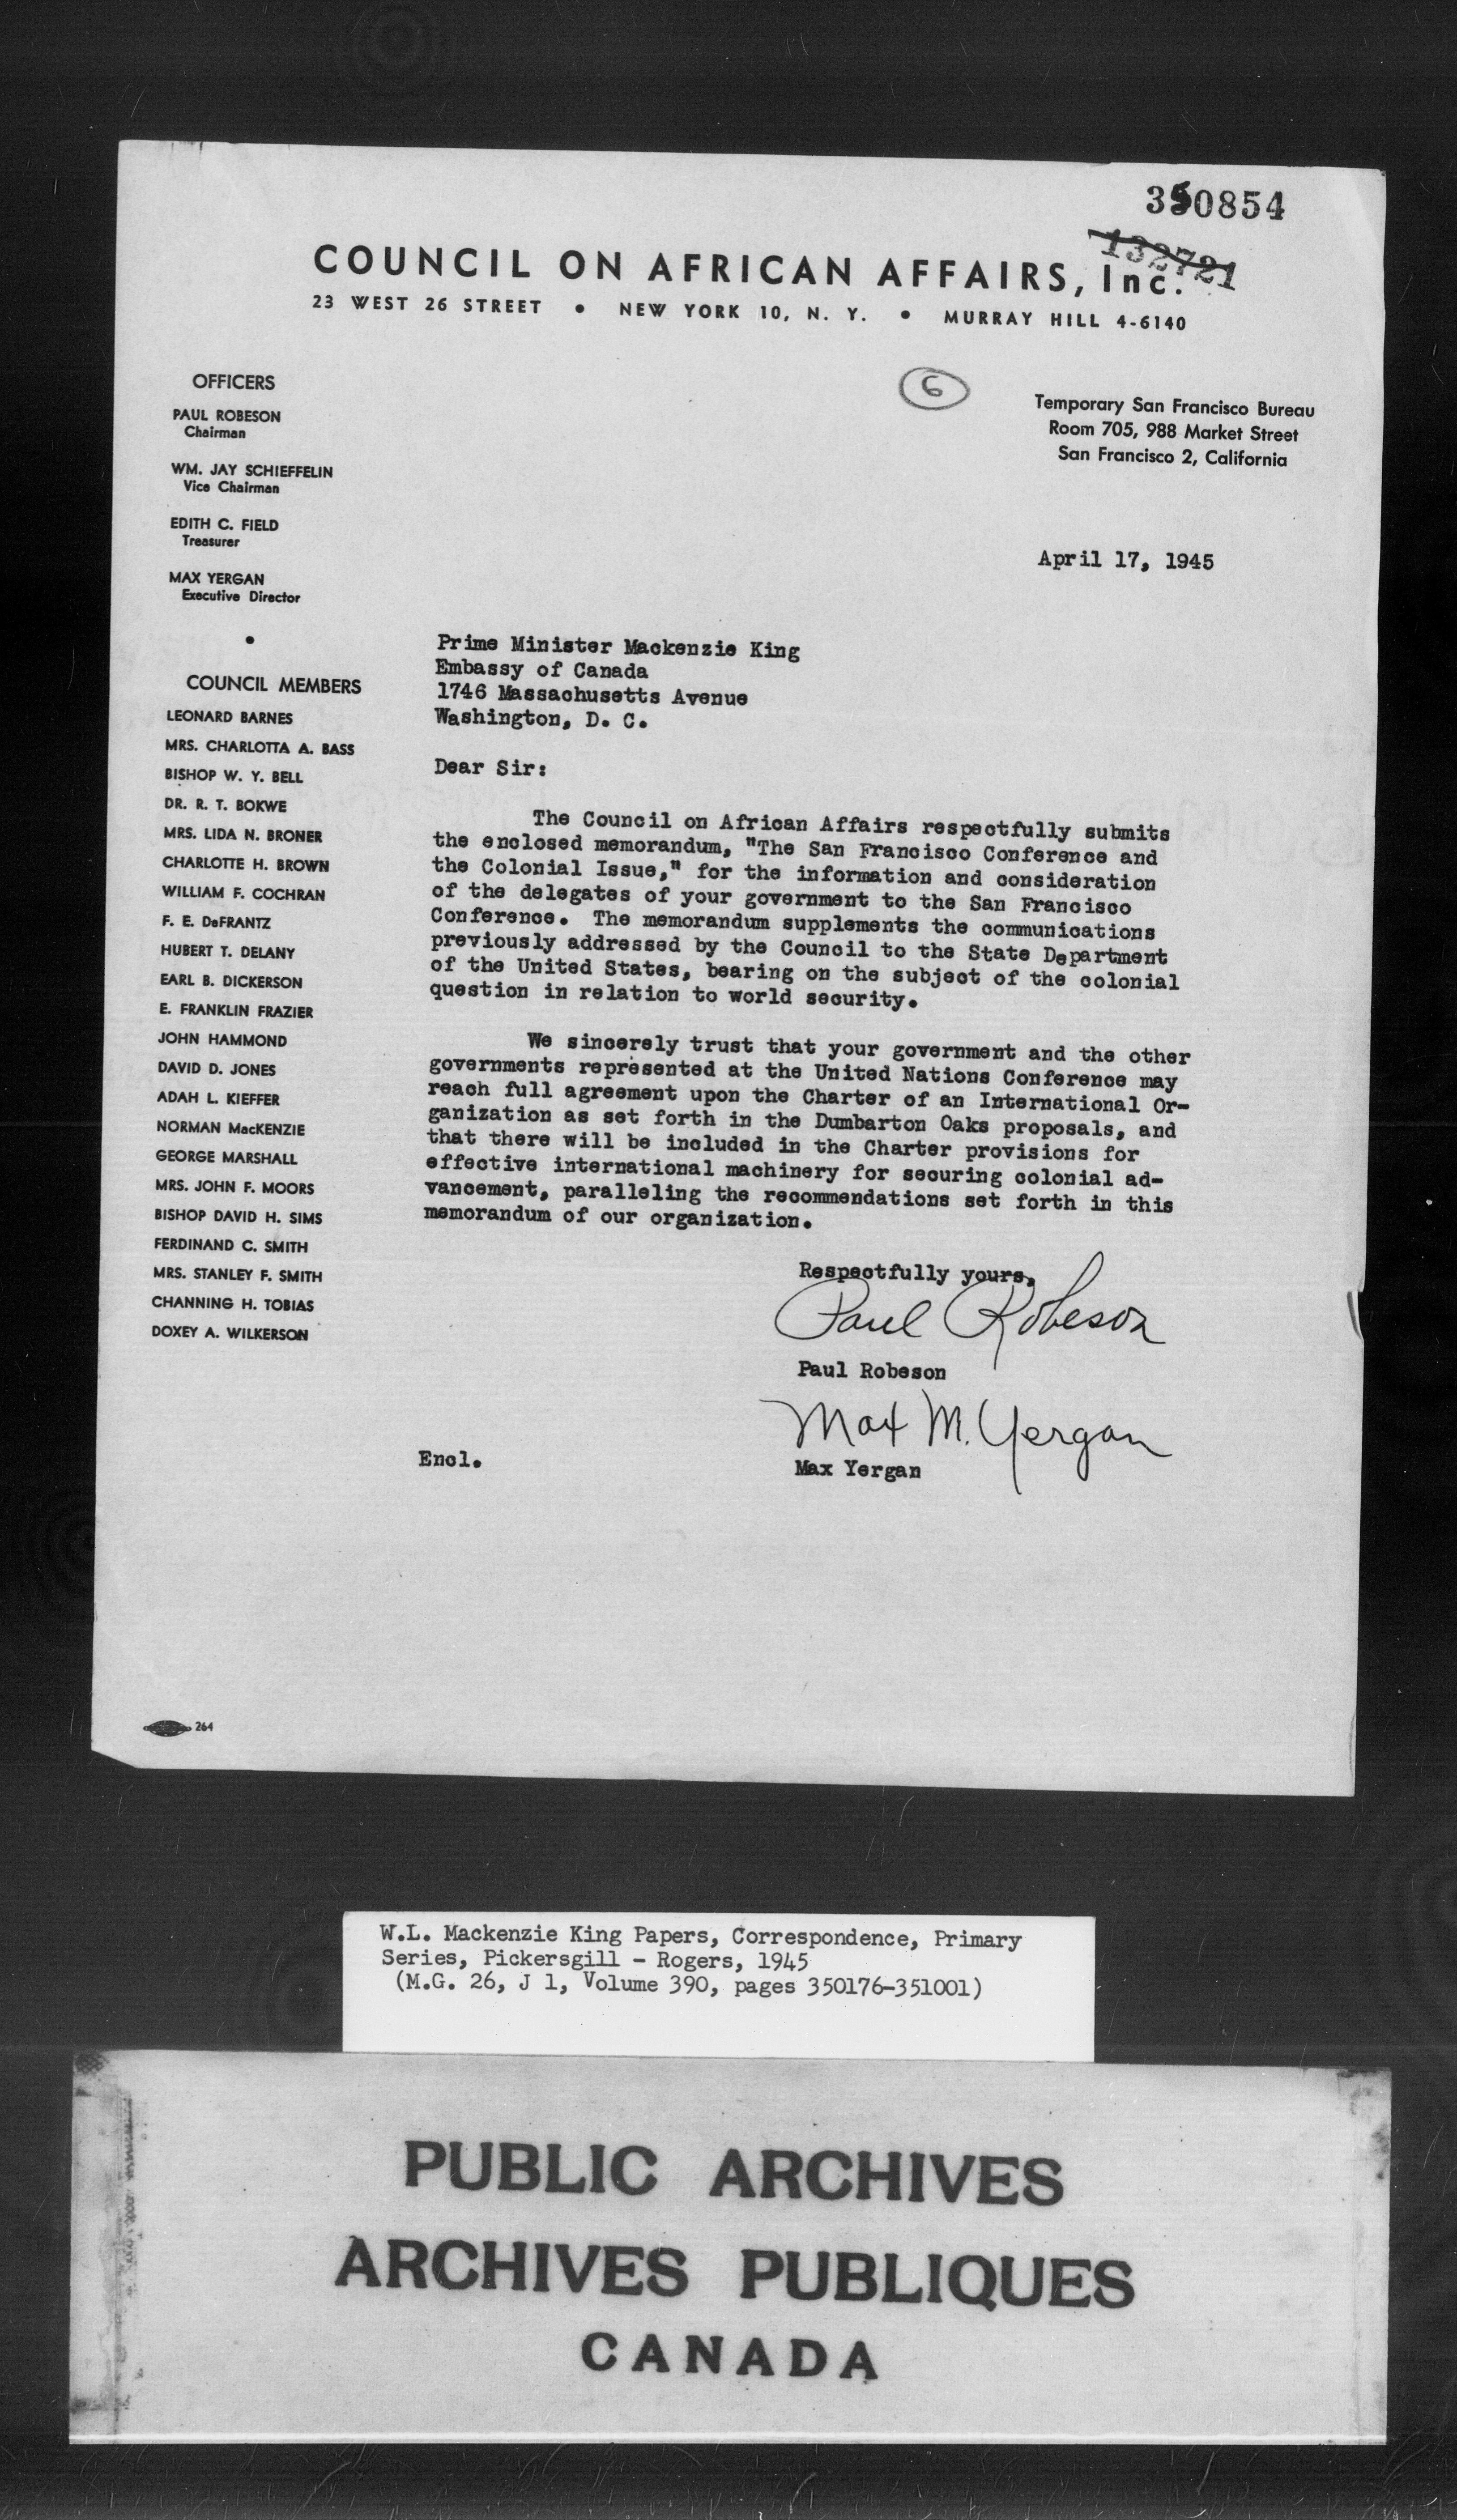 350854
132721
COUNCIL ON AFRICAN AFFAIRS, Inc.
23 WEST 26 STREET • NEW YORK 10, N. Y. • MURRAY HILL 4-6140
6
Temporary San Francisco Bureau
Room 705, 988 Market Street
San Francisco 2, California
OFFICERS
PAUL ROBESON
Chairman
WM. JAY SCHIEFFELIN
Vice Chairman
EDITH C. FIELD
Treasurer
MAX YERGAN
Executive Director
•
COUNCIL MEMBERS
LEONARD BARNES
MRS. CHARLOTTA A. BASS
BISHOP W. Y. BELL
DR. R. T. BOKWE
MRS. LIDA N. BRONER
CHARLOTTE H. BROWN
WILLIAM F. COCHRAN
F. E. DeFRANTZ
HUBERT T. DELANY
EARL B. DICKERSON
E. FRANKLIN FRAZIER
JOHN HAMMOND
DAVID D. JONES
ADAH L. KIEFFER
NORMAN MacKENZIE
GEORGE MARSHALL
MRS. JOHN F. MOORS
BISHOP DAVID H. SIMS
FERDINAND C. SMITH
MRS. STANLEY F. SMITH
CHANNING H. TOBIAS
DOXEY A. WILKERSON
April 17, 1945
Prime Minister Mackenzie King
Embassy of Canada
1746 Massachusetts Avenue
Washington, D. C.
Dear Sir:
The Council on African Affairs respectfully submits
the enclosed memorandum, "The San Francisco Conference and
the Colonial Issue," for the information and consideration
of the delegates of your government to the San Francisco
Conference. The memorandum supplements the communications
previously addressed by the Council to the State Department
of the United States, bearing on the subject of the colonial
question in relation to world security.
We sincerely trust that your government and the other
governments represented at the United Nations Conference may
reach full agreement upon the Charter of an International Or-
ganization as set forth in the Dumbarton Oaks proposals, and
that there will be included in the Charter provisions for
effective international machinery for securing colonial ad-
vancement, paralleling the recommendations set forth in this
memorandum of our organization.
Respectfully yours,
Paul Robeson
Paul Robeson
Max M. Yergan
Max Yergan
Encl.
264
W.L. Mackenzie King Papers, Correspondence, Primary
Series, Pickersgill - Rogers, 1945
(M.G. 26, J 1, Volume 390, pages 350176-351001)
PUBLIC ARCHIVES
ARCHIVES PUBLIQUES
CANADA